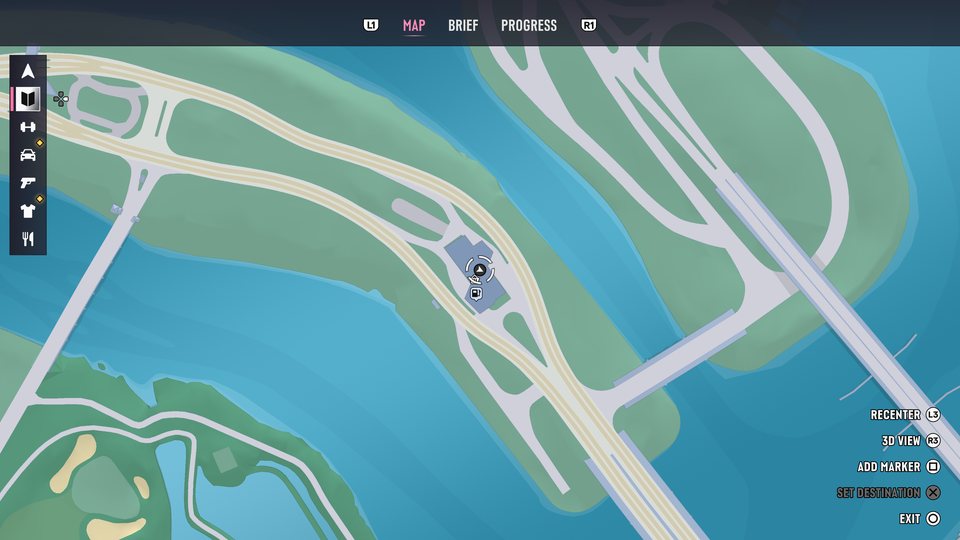 L1 MAP BRIEF PROGRESS R1
RECENTER L3
3D VIEW R3
ADD MARKER
SET DESTINATION
EXIT